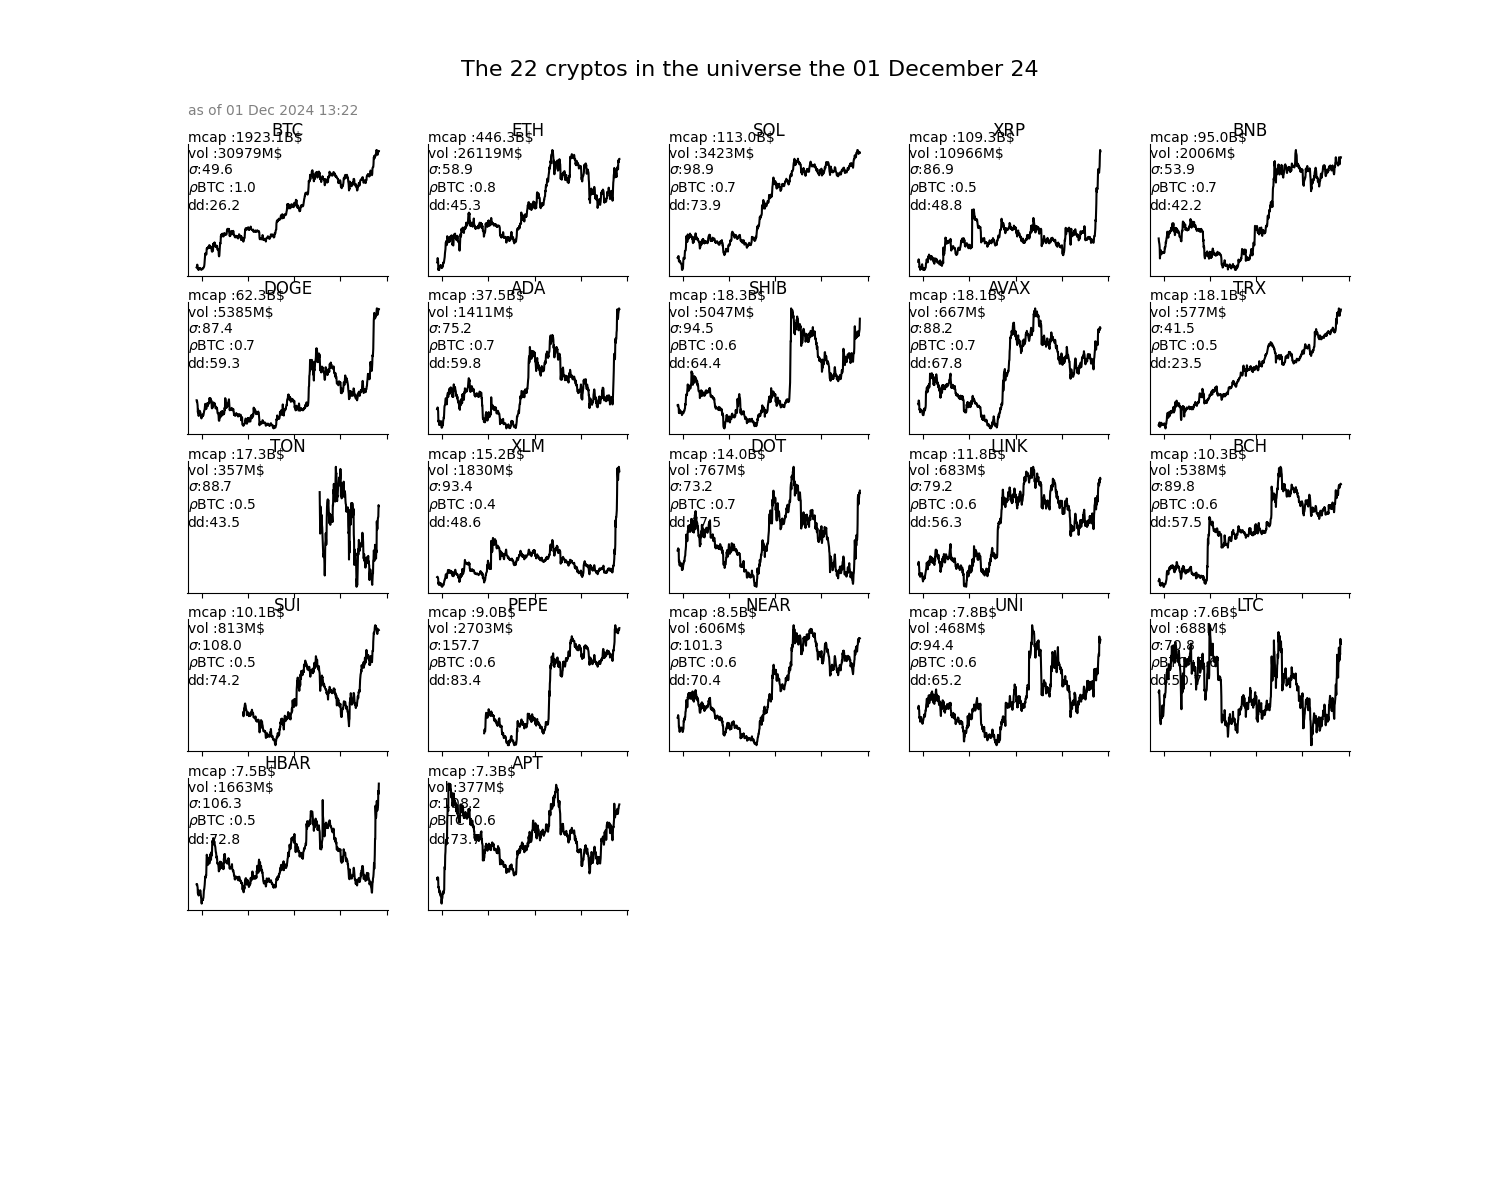 The 22 cryptos in the universe the 01 December 24
as of 01 Dec 2024 13:22
BTC
mcap :1923.1B$
vol :30979M$
σ:49.6
ρBTC :1.0
dd:26.2
ETH
mcap :446.3B$
vol :26119M$
σ:58.9
ρBTC :0.8
dd:45.3
SOL
mcap :113.0B$
vol :3423M$
σ:98.9
ρBTC :0.7
dd:73.9
XRP
mcap :109.3B$
vol :10966M$
σ:86.9
ρBTC :0.5
dd:48.8
BNB
mcap :95.0B$
vol :2006M$
σ:53.9
ρBTC :0.7
dd:42.2
DOGE
mcap :62.3B$
vol :5385M$
σ:87.4
ρBTC :0.7
dd:59.3
ADA
mcap :37.5B$
vol :1411M$
σ:75.2
ρBTC :0.7
dd:59.8
SHIB
mcap :18.3B$
vol :5047M$
σ:94.5
ρBTC :0.6
dd:64.4
AVAX
mcap :18.1B$
vol :667M$
σ:88.2
ρBTC :0.7
dd:67.8
TRX
mcap :18.1B$
vol :577M$
σ:41.5
ρBTC :0.5
dd:23.5
TON
mcap :17.3B$
vol :357M$
σ:88.7
ρBTC :0.5
dd:43.5
XLM
mcap :15.2B$
vol :1830M$
σ:93.4
ρBTC :0.4
dd:48.6
DOT
mcap :14.0B$
vol :767M$
σ:73.2
ρBTC :0.7
LINK
mcap :11.8B$
vol :683M$
σ:79.2
ρBTC :0.6
dd:56.3
BCH
mcap :10.3B$
vol :538M$
σ:89.8
ρBTC :0.6
dd:57.5
SUI
mcap :10.1B$
vol :813M$
σ:108.0
ρBTC :0.5
dd:74.2
PEPE
mcap :9.0B$
vol :2703M$
σ:157.7
ρBTC :0.6
dd:83.4
NEAR
mcap :8.5B$
vol :606M$
σ:101.3
ρBTC :0.6
dd:70.4
UNI
mcap :7.8B$
vol :468M$
σ:94.4
ρBTC :0.6
dd:65.2
LTC
mcap :7.6B$
vol :688M$
σ:70.8
ρBTC
HBAR
mcap :7.5B$
vol :1663M$
σ:106.3
ρBTC :0.5
dd:72.8
APT
mcap :7.3B$
vol :377M$
σ:108.2
ρBTC :0.6